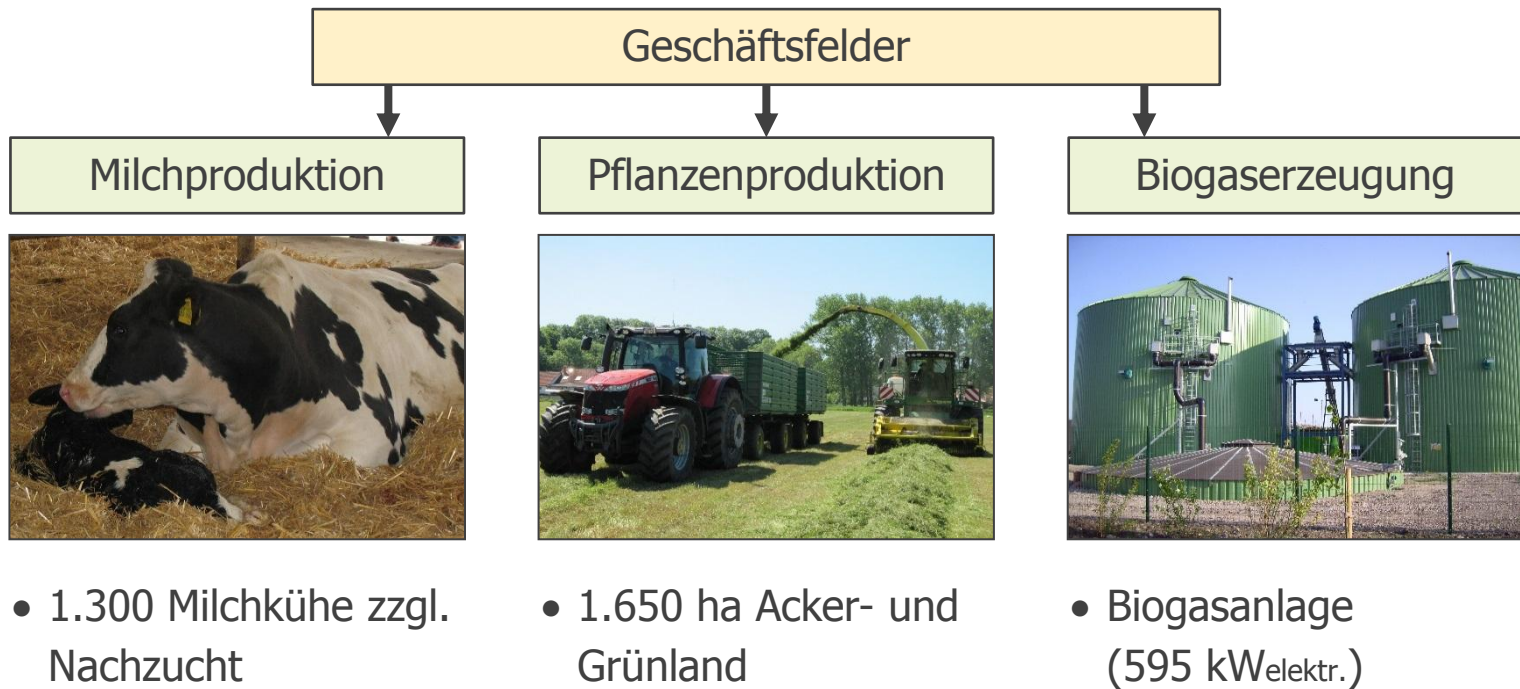 Geschäftsfelder
Milchproduktion
Pflanzenproduktion
Biogaserzeugung
• 1.300 Milchkühe zzgl.
Nachzucht
• 1.650 ha Acker- und
Grünland
• Biogasanlage
(595 kWelektr.)